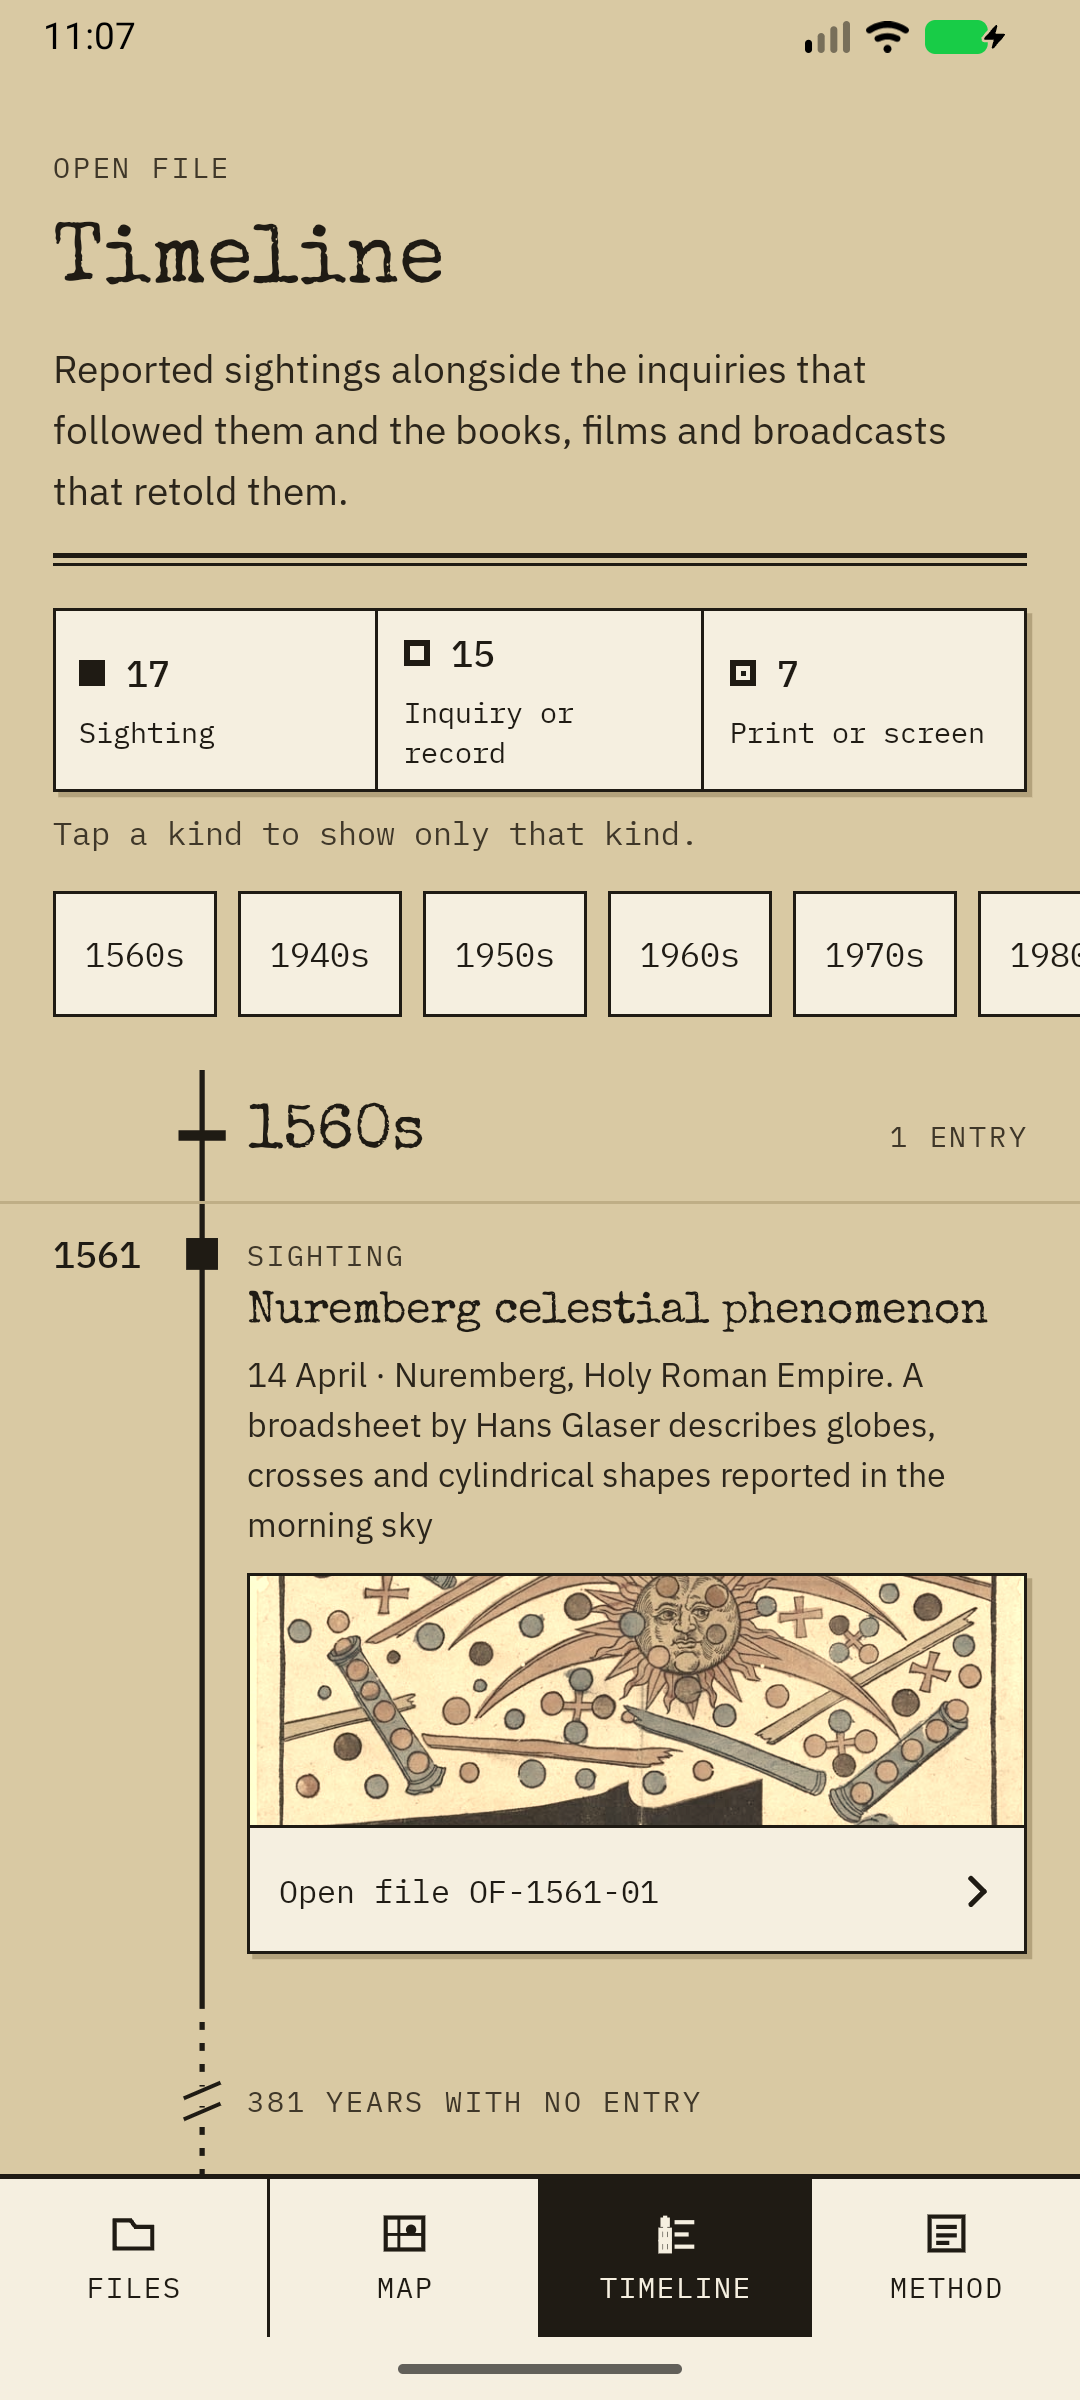 11:07
OPEN FILE
Timeline
Reported sightings alongside the inquiries that
followed them and the books, films and broadcasts
that retold them.
17
Sighting
15
Inquiry or
record
7
Print or screen
Tap a kind to show only that kind.
1560s
1940s
1950s
1960s
1970s
1560s
1 ENTRY
1561
SIGHTING
Nuremberg celestial phenomenon
14 April · Nuremberg, Holy Roman Empire. A
broadsheet by Hans Glaser describes globes,
crosses and cylindrical shapes reported in the
morning sky
Open file OF-1561-01
381 YEARS WITH NO ENTRY
FILES
MAP
TIMELINE
METHOD